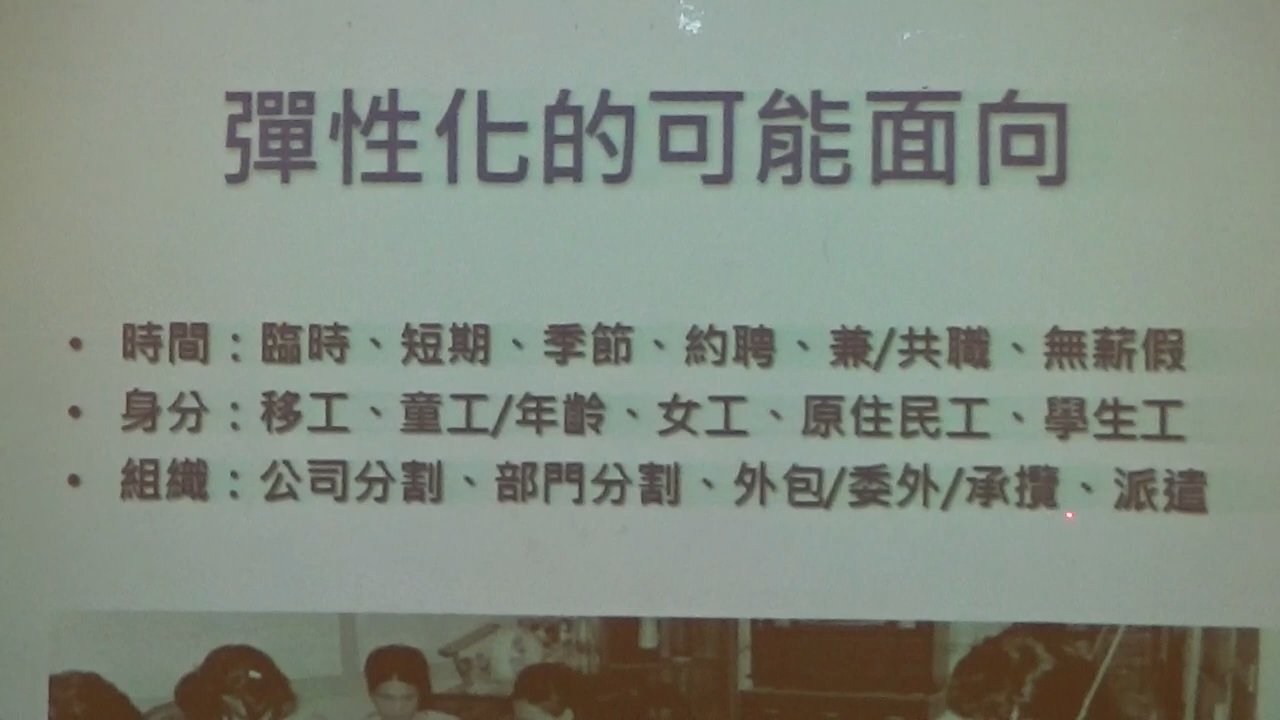 彈性化的可能面向
• 時間：臨時、短期、季節、約聘、兼/共職、無薪假
• 身分：移工、童工/年齡、女工、原住民工、學生工
• 組織：公司分割、部門分割、外包/委外/承攬、派遣